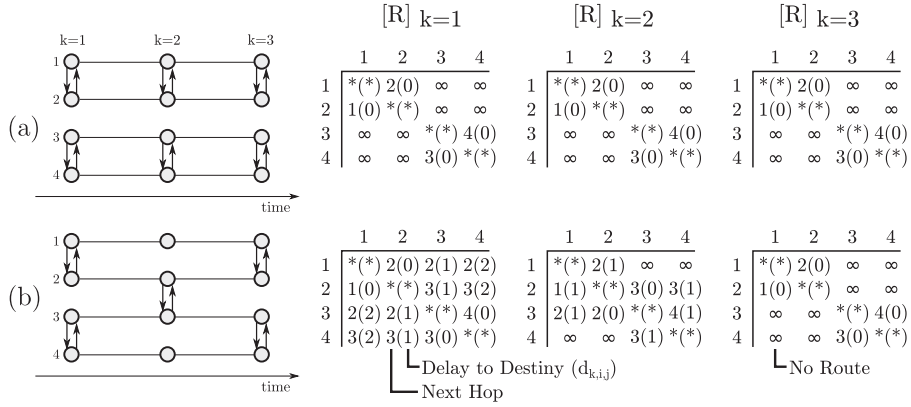 [R] k=1
[R] k=2
[R] k=3
k=1 k=2 k=3
(a)
1
2
3
4
time
1 2 3 4
1 *(*) 2(0) ∞ ∞
2 1(0) *(*) ∞ ∞
3 ∞ ∞ *(*) 4(0)
4 ∞ ∞ 3(0) *(*)
1 2 3 4
1 *(*) 2(0) ∞ ∞
2 1(0) *(*) ∞ ∞
3 ∞ ∞ *(*) 4(0)
4 ∞ ∞ 3(0) *(*)
1 2 3 4
1 *(*) 2(0) ∞ ∞
2 1(0) *(*) ∞ ∞
3 ∞ ∞ *(*) 4(0)
4 ∞ ∞ 3(0) *(*)
(b)
1
2
3
4
time
1 2 3 4
1 *(*) 2(0) 2(1) 2(2)
2 1(0) *(*) 3(1) 3(2)
3 2(2) 2(1) *(*) 4(0)
4 3(2) 3(1) 3(0) *(*)
Delay to Destiny (d_{k,i,j})
Next Hop
1 2 3 4
1 *(*) 2(1) ∞ ∞
2 1(1) *(*) 3(0) 3(1)
3 2(1) 2(0) *(*) 4(1)
4 ∞ ∞ 3(1) *(*)
1 2 3 4
1 *(*) 2(0) ∞ ∞
2 1(0) *(*) ∞ ∞
3 ∞ ∞ *(*) 4(0)
4 ∞ ∞ 3(0) *(*)
No Route